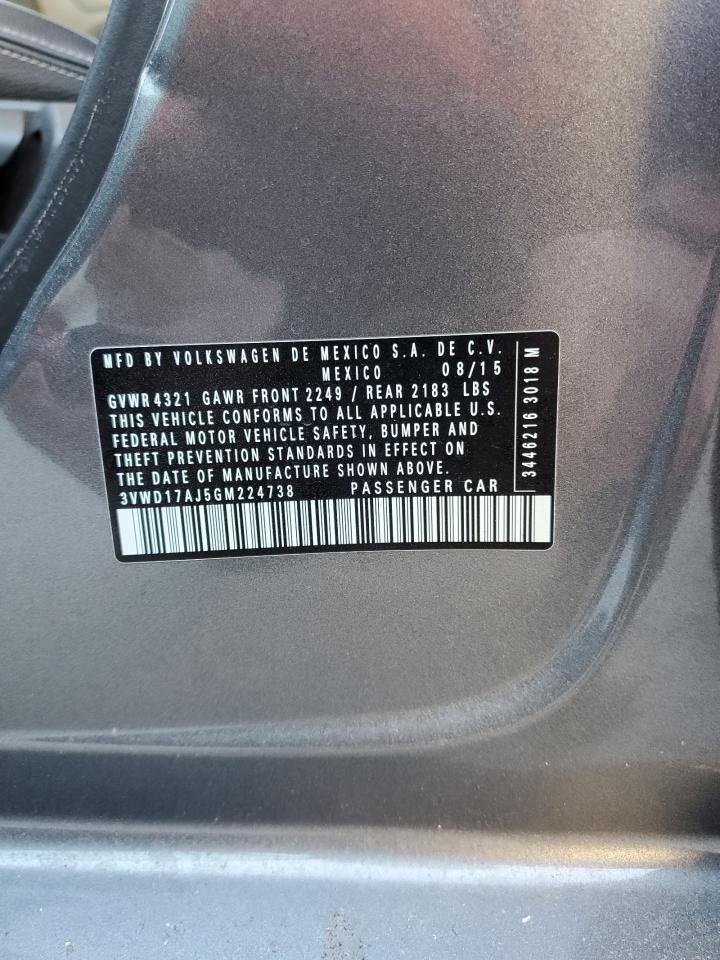 MFD BY VOLKSWAGEN DE MEXICO S.A. DE C.V.
MEXICO 08/15
GVWR 4321 GAWR FRONT 2249 / REAR 2183 LBS
THIS VEHICLE CONFORMS TO ALL APPLICABLE U.S.
FEDERAL MOTOR VEHICLE SAFETY, BUMPER AND
THEFT PREVENTION STANDARDS IN EFFECT ON
THE DATE OF MANUFACTURE SHOWN ABOVE.
3VWD17AJ5GM224738 PASSENGER CAR
3446216 3018 M